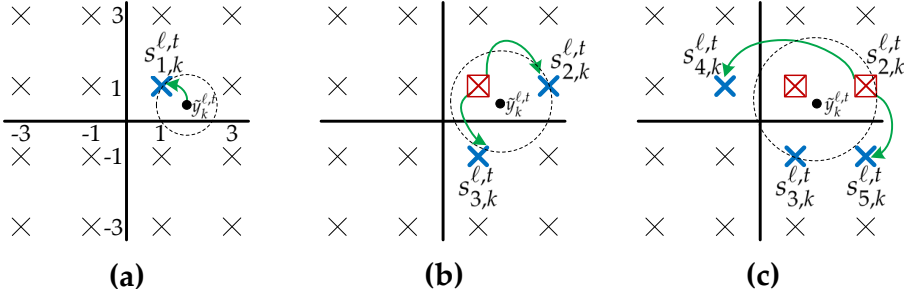 3
s_{1,k}^{ℓ,t}
1
ỹ_k^{ℓ,t}
-3 -1 1 3
-1
-3
(a)
s_{2,k}^{ℓ,t}
ỹ_k^{ℓ,t}
s_{3,k}^{ℓ,t}
(b)
s_{4,k}^{ℓ,t}
s_{2,k}^{ℓ,t}
ỹ_k^{ℓ,t}
s_{3,k}^{ℓ,t} s_{5,k}^{ℓ,t}
(c)